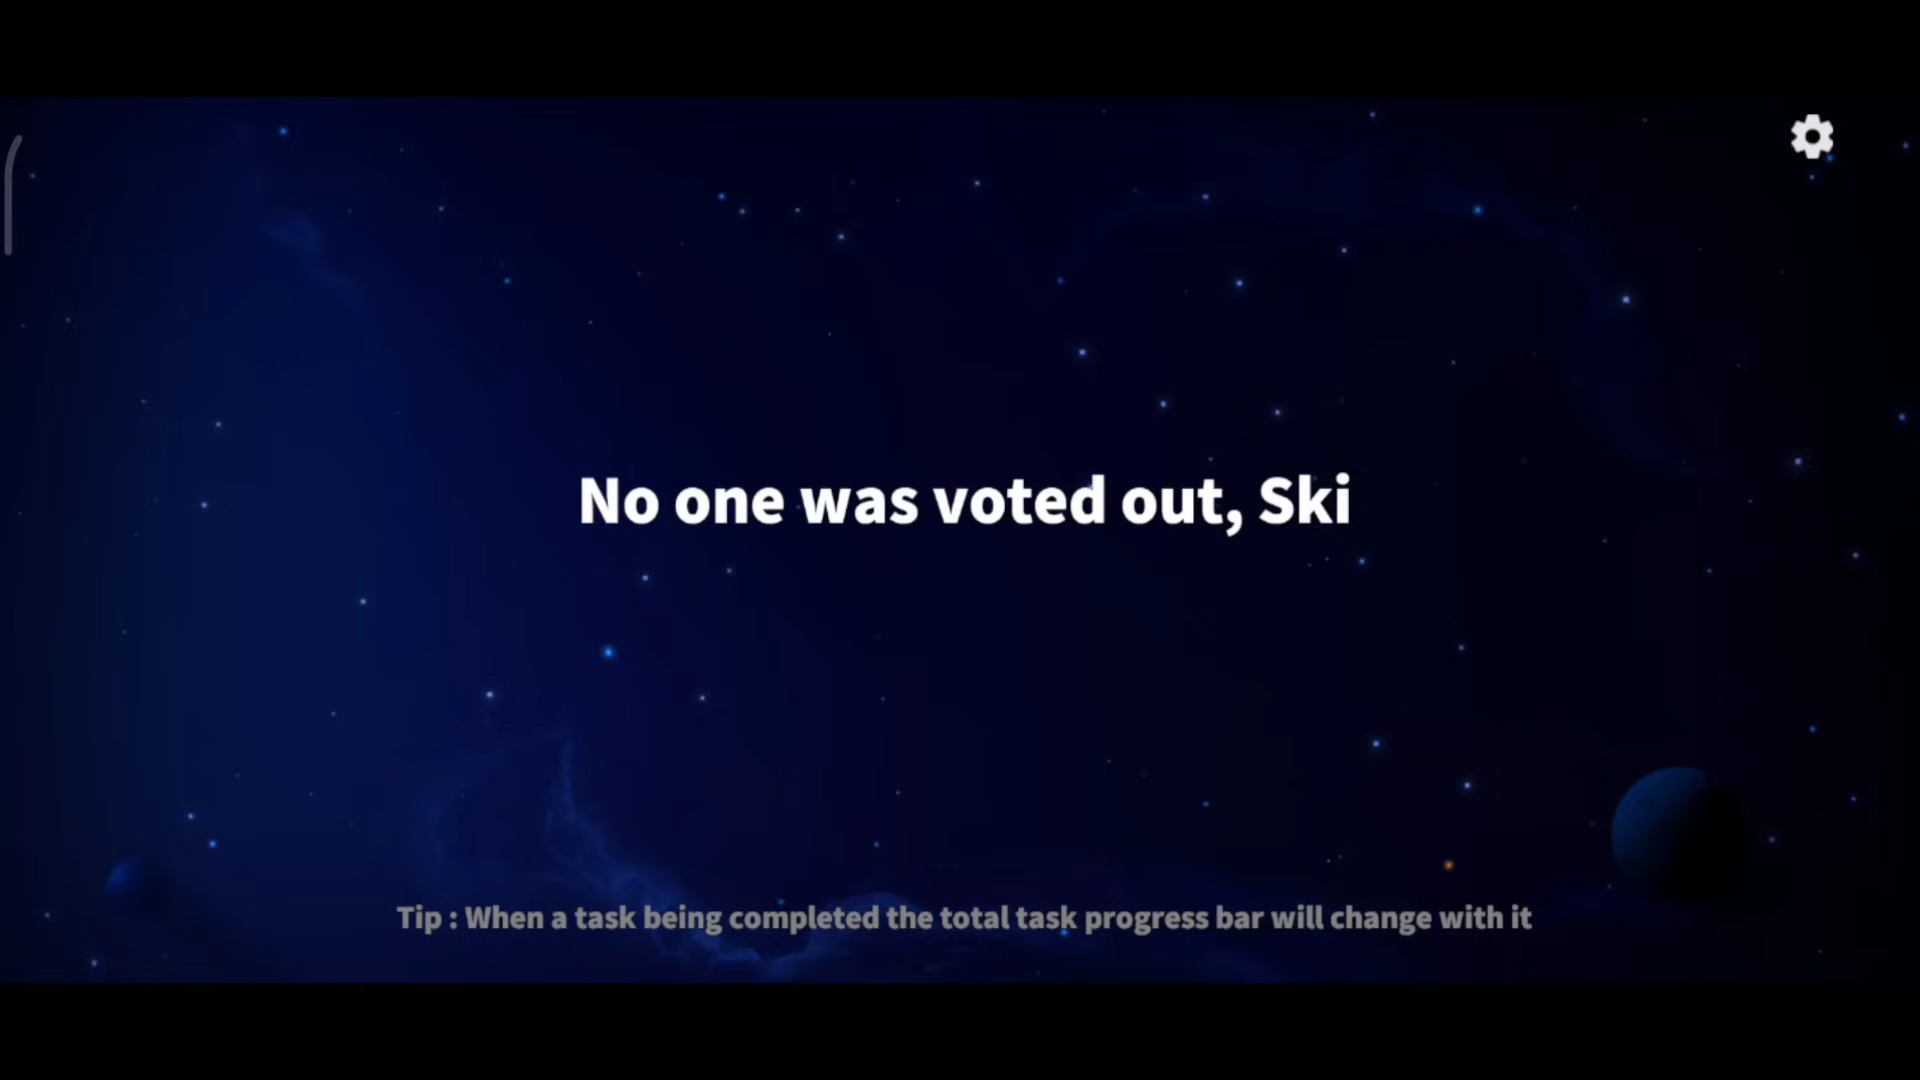 No one was voted out, Ski
Tip : When a task being completed the total task progress bar will change with it